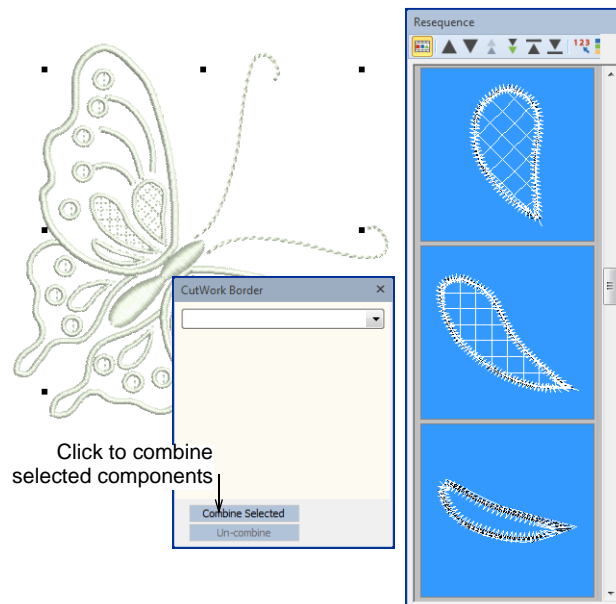 Resequence
123
CutWork Border
Click to combine
selected components
Combine Selected
Un-combine